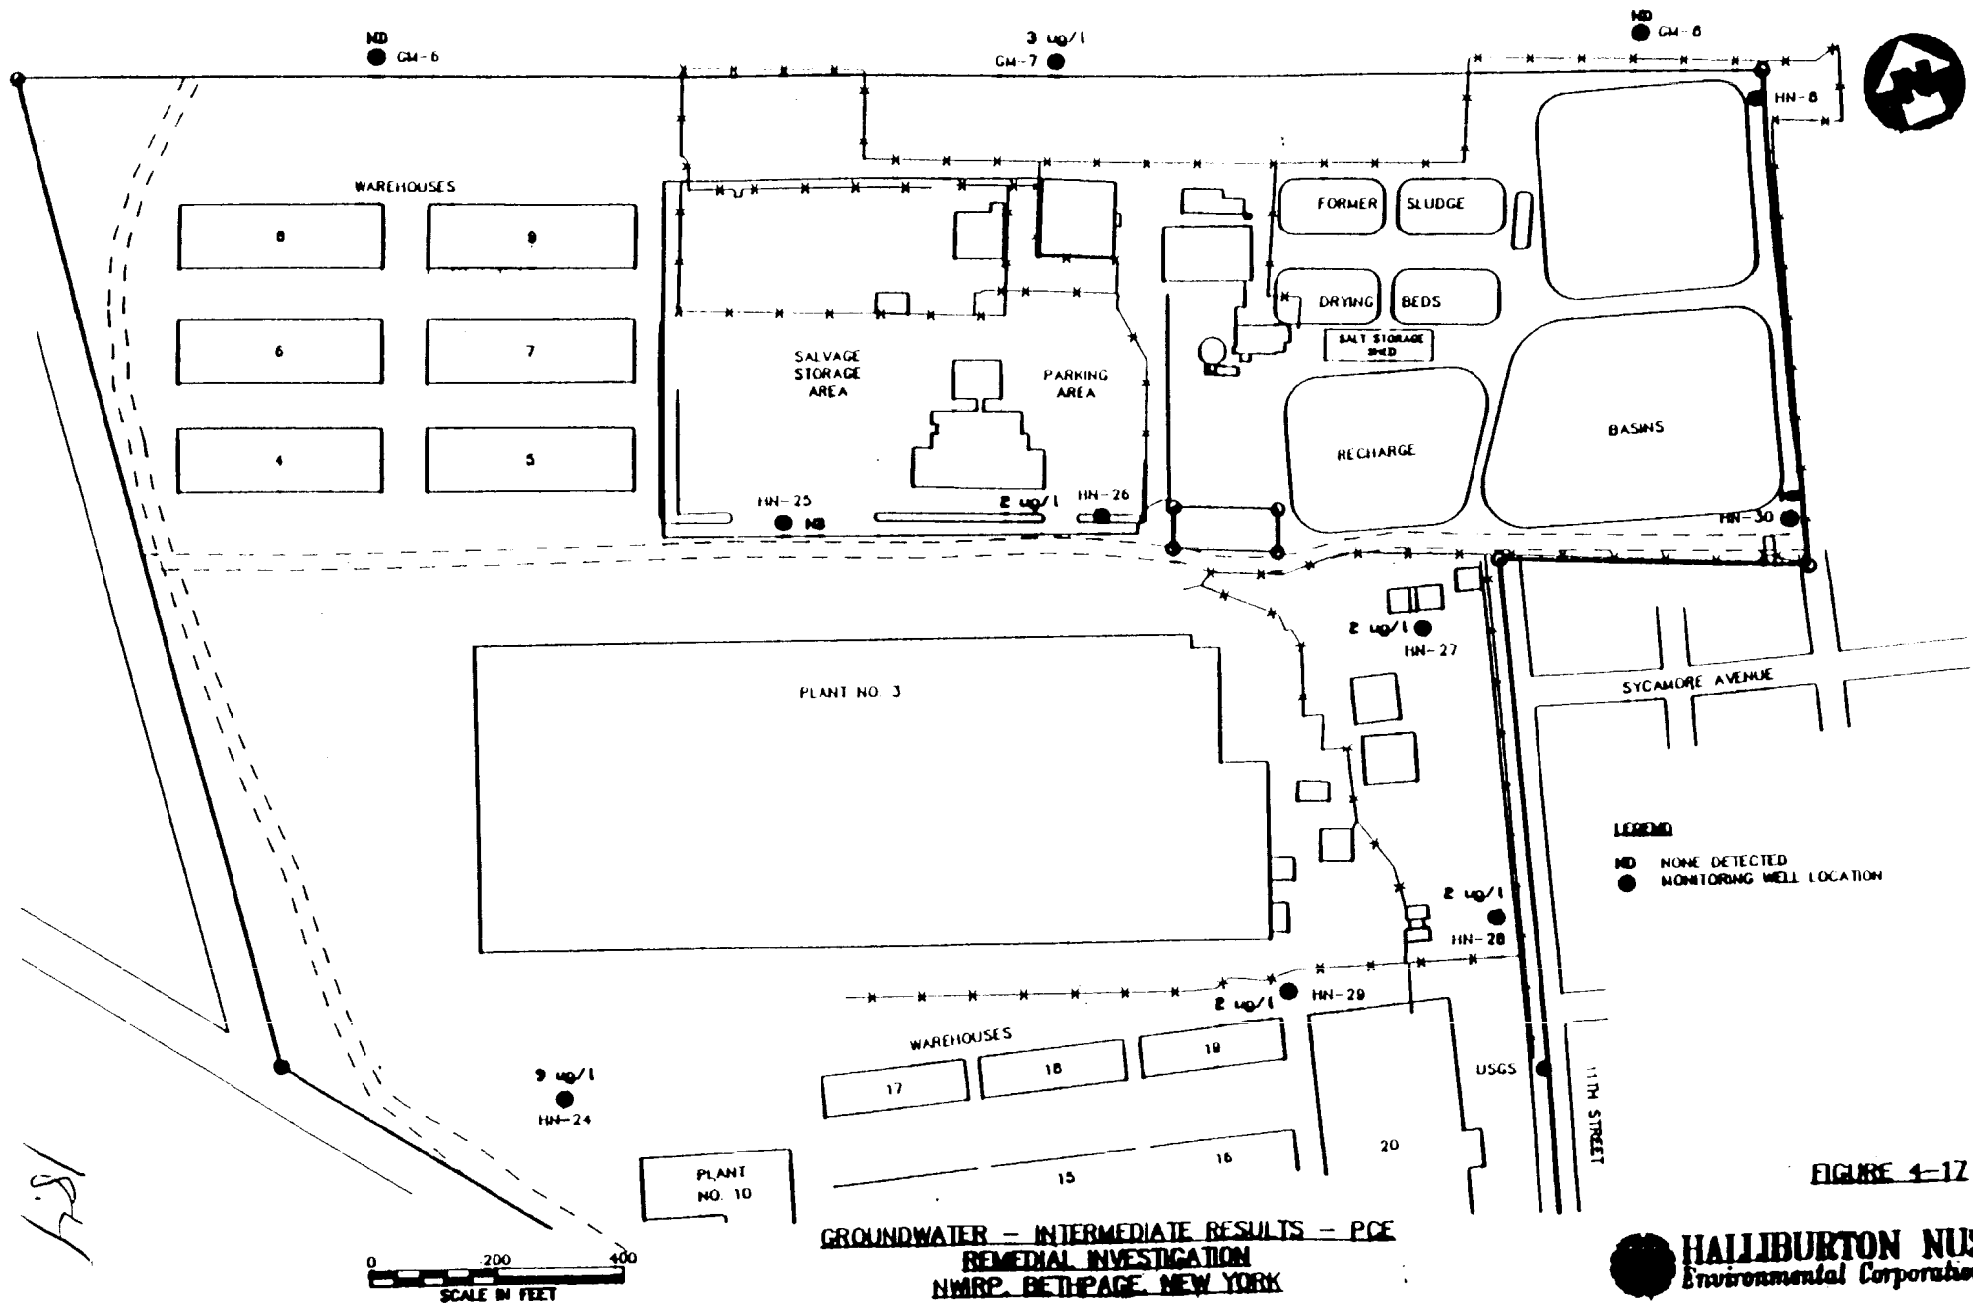 ND
GM-6
3 ug/l
GM-7
ND
GM-8
N
HN-8
WAREHOUSES
8
9
6
7
4
5
FORMER SLUDGE
DRYING BEDS
SALT STORAGE
SHED
SALVAGE
STORAGE
AREA
PARKING
AREA
RECHARGE
BASINS
HN-25
ND
2 ug/l
HN-26
HN-30
2 ug/l
HN-27
PLANT NO. 3
SYCAMORE AVENUE
LEGEND
ND NONE DETECTED
MONITORING WELL LOCATION
2 ug/l
HN-28
2 ug/l
HN-29
WAREHOUSES
17
18
19
USGS
11TH STREET
9 ug/l
HN-24
PLANT
NO. 10
15
16
20
FIGURE 4-17
0 200 400
SCALE IN FEET
GROUNDWATER - INTERMEDIATE RESULTS - PCE
REMEDIAL INVESTIGATION
NWIRP, BETHPAGE, NEW YORK
HALLIBURTON NUS
Environmental Corporation